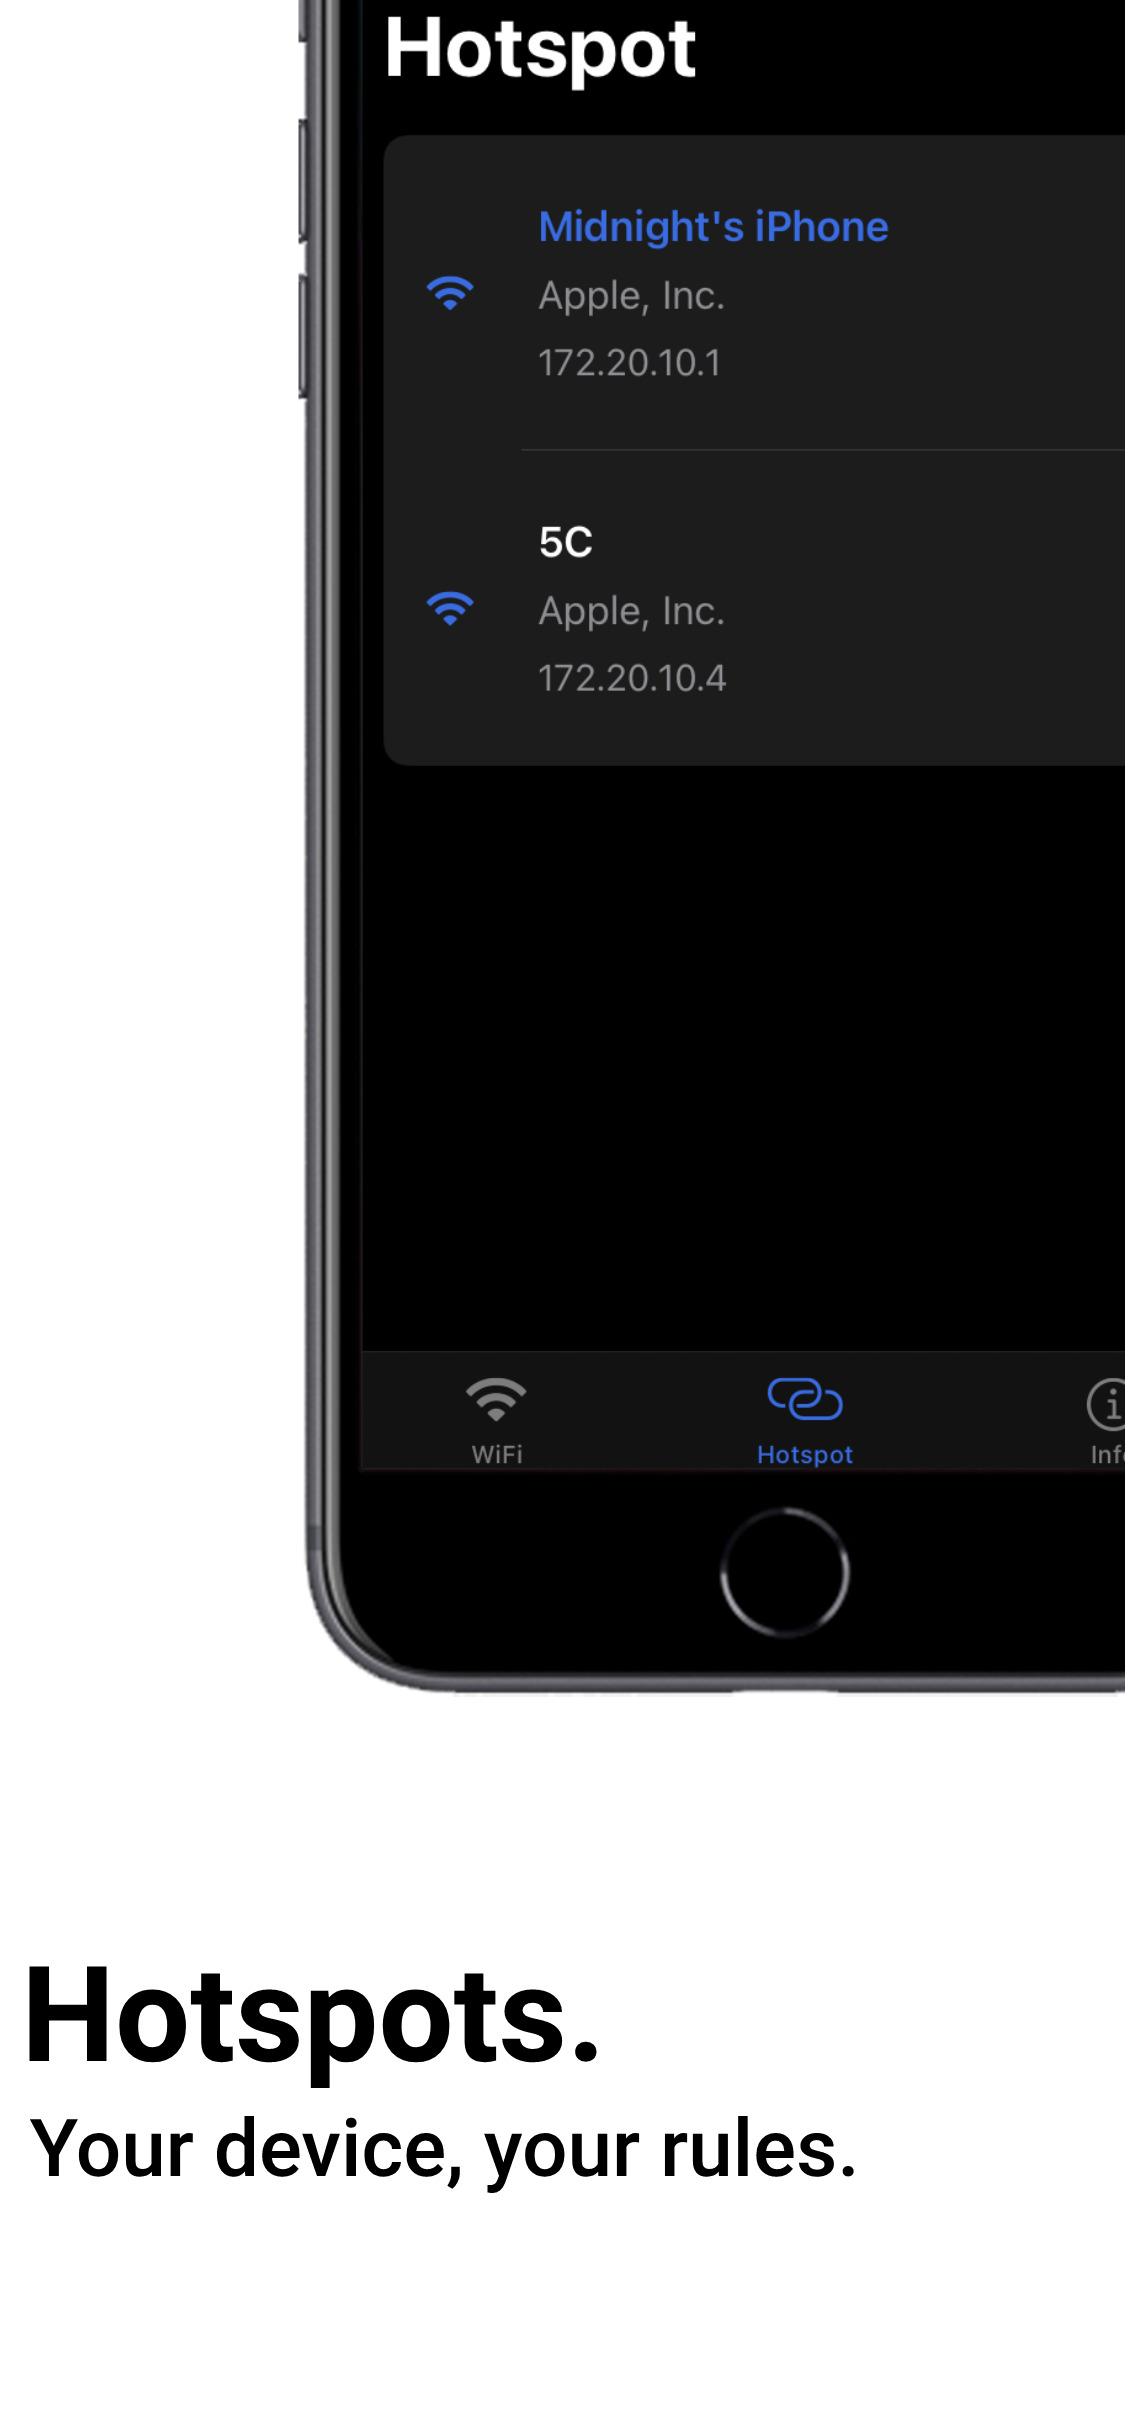 Hotspot
Midnight's iPhone
Apple, Inc.
172.20.10.1
5C
Apple, Inc.
172.20.10.4
WiFi
Hotspot
Inf
Hotspots.
Your device, your rules.